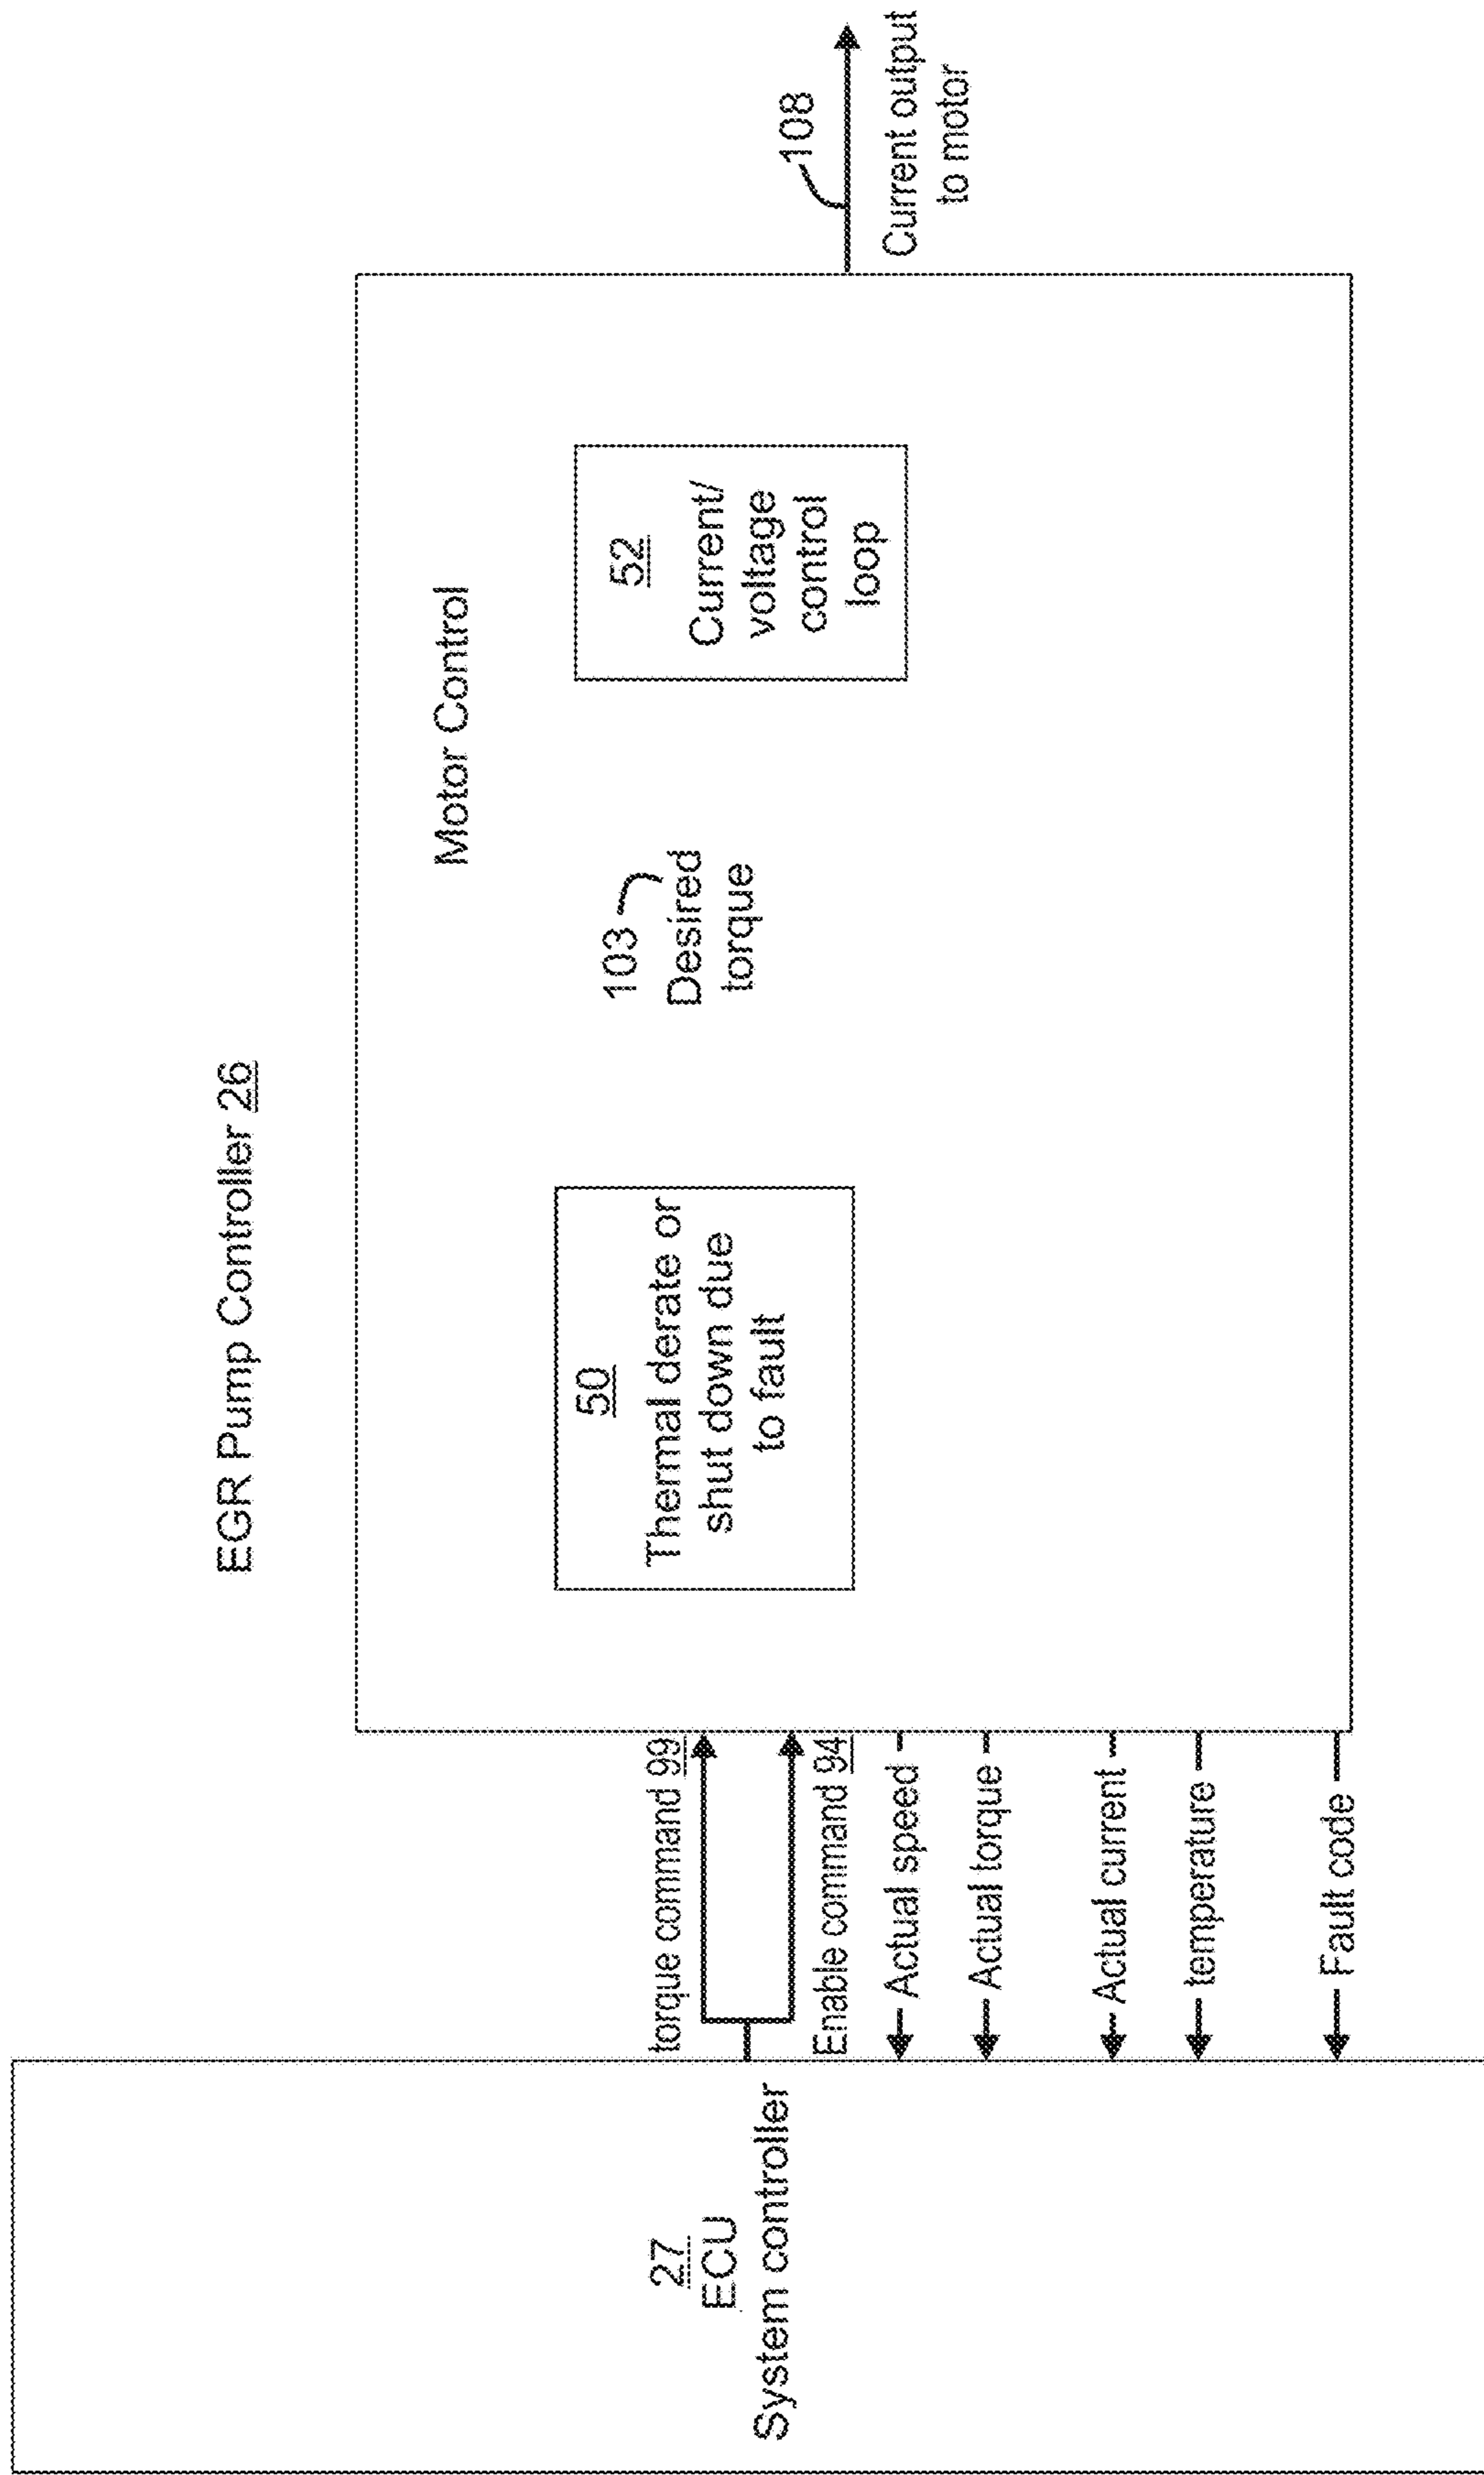 EGR Pump Controller 26
Motor Control
27
ECU
System controller
torque command 99
Enable command 94
Actual speed
Actual torque
Actual current
temperature
Fault code
50
Thermal derate or
shut down due
to fault
103
Desired
torque
52
Current/
voltage
control
loop
108
Current output
to motor